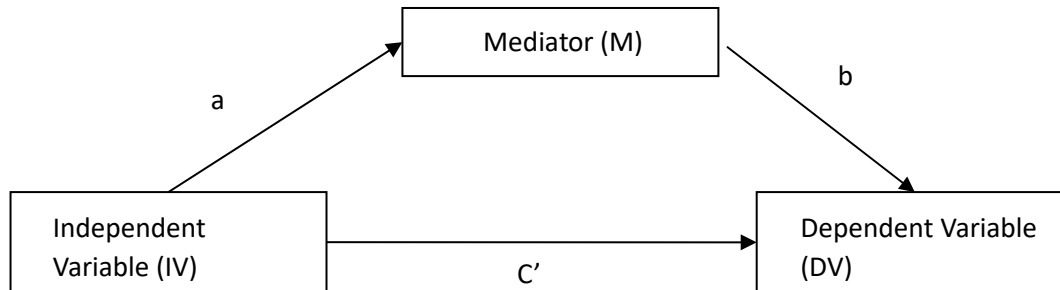 Mediator (M)
b
a
Independent
Variable (IV)
Dependent Variable
(DV)
C’